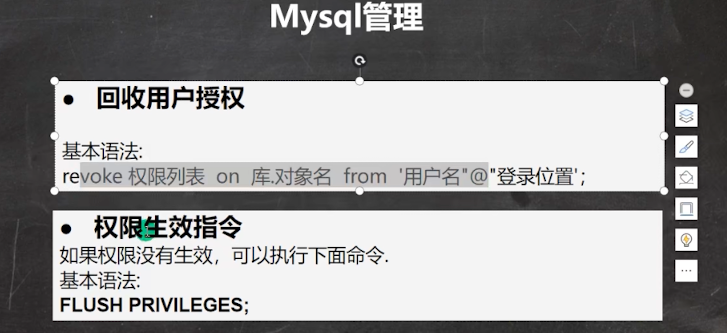 Mysql管理
● 回收用户授权
基本语法:
revoke 权限列表 on 库.对象名 from '用户名"@"登录位置';
● 权限生效指令
如果权限没有生效，可以执行下面命令.
基本语法:
FLUSH PRIVILEGES;